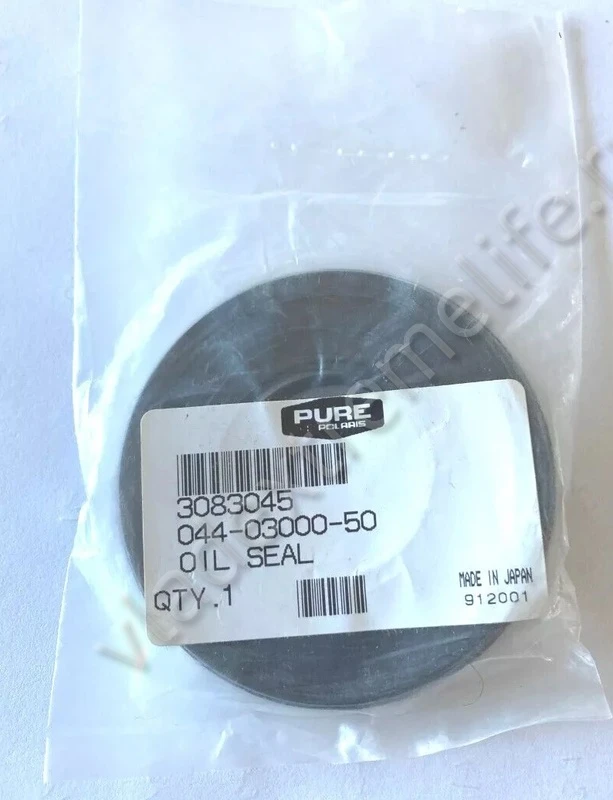 PURE
POLARIS
3083045
044-03000-50
OIL SEAL
QTY.1
MADE IN JAPAN
912001